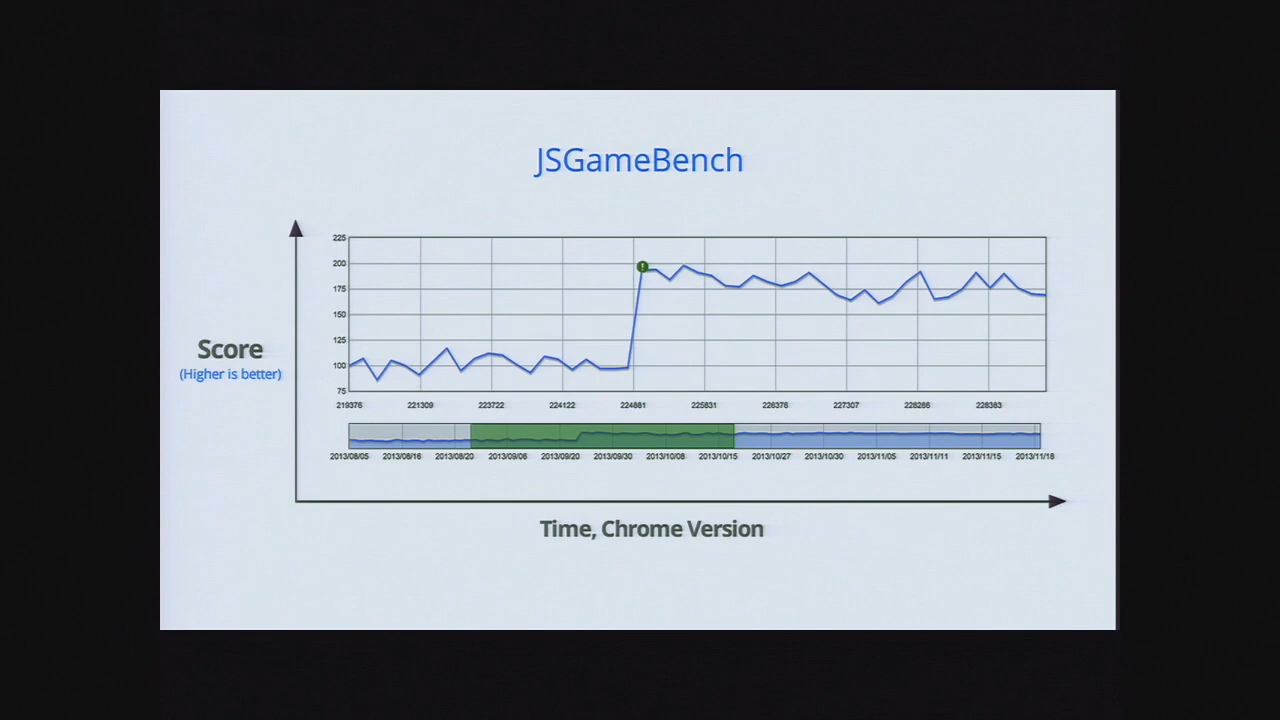 JSGameBench
225
200
175
150
125
100
75
Score
(Higher is better)
219376 221309 223722 224122 224881 225831 226376 227307 228266 228383
2013/08/05 2013/08/16 2013/08/20 2013/09/06 2013/09/20 2013/09/30 2013/10/08 2013/10/15 2013/10/27 2013/10/30 2013/11/05 2013/11/11 2013/11/15 2013/11/18
Time, Chrome Version